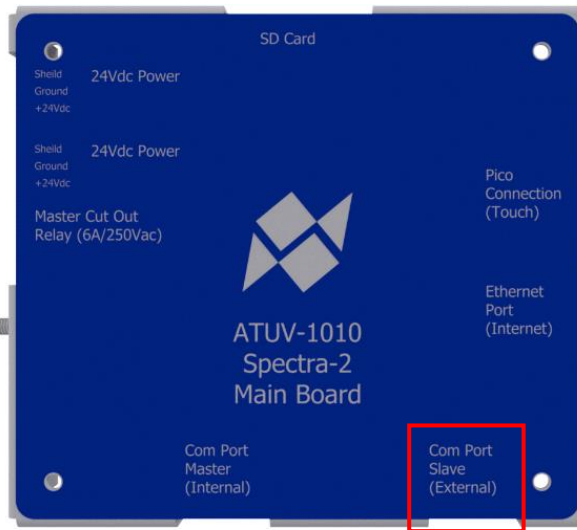 SD Card
Sheild
Ground
+24Vdc
24Vdc Power
Sheild
Ground
+24Vdc
24Vdc Power
Master Cut Out
Relay (6A/250Vac)
Pico
Connection
(Touch)
Ethernet
Port
(Internet)
ATUV-1010
Spectra-2
Main Board
Com Port
Master
(Internal)
Com Port
Slave
(External)